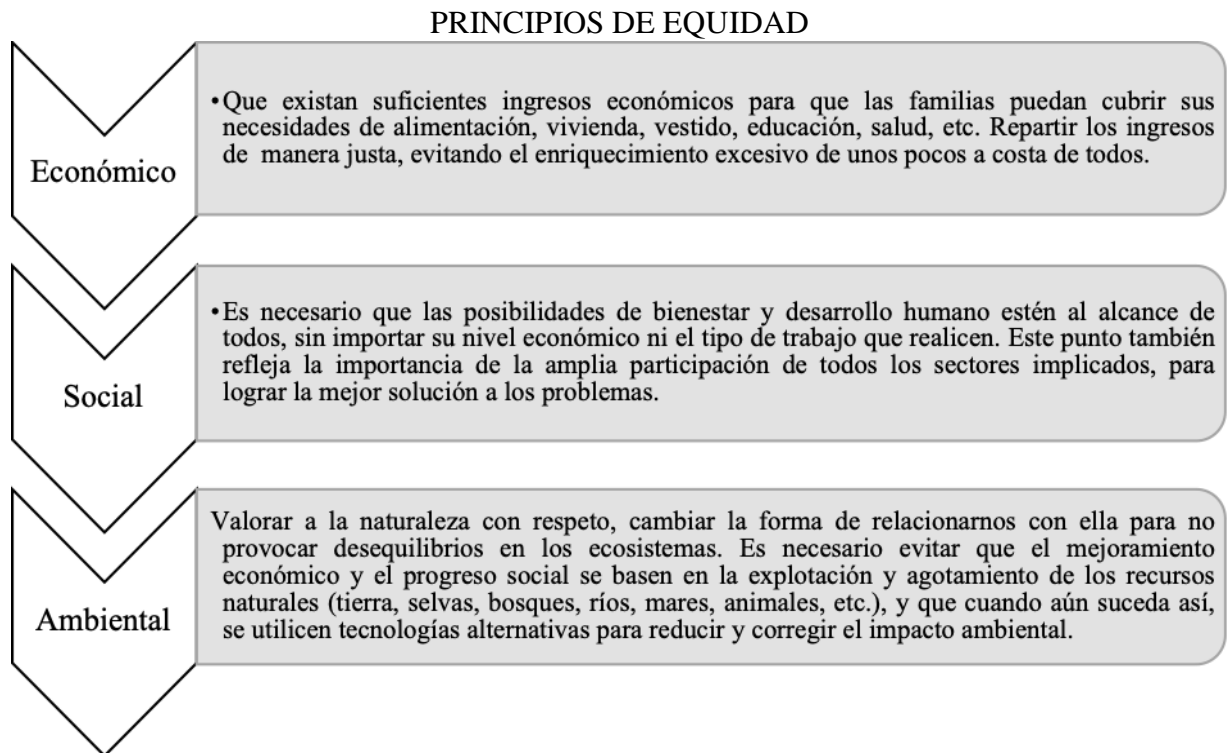 PRINCIPIOS DE EQUIDAD
Económico
•Que existan suficientes ingresos económicos para que las familias puedan cubrir sus
necesidades de alimentación, vivienda, vestido, educación, salud, etc. Repartir los ingresos
de manera justa, evitando el enriquecimiento excesivo de unos pocos a costa de todos.
Social
•Es necesario que las posibilidades de bienestar y desarrollo humano estén al alcance de
todos, sin importar su nivel económico ni el tipo de trabajo que realicen. Este punto también
refleja la importancia de la amplia participación de todos los sectores implicados, para
lograr la mejor solución a los problemas.
Ambiental
Valorar a la naturaleza con respeto, cambiar la forma de relacionarnos con ella para no
provocar desequilibrios en los ecosistemas. Es necesario evitar que el mejoramiento
económico y el progreso social se basen en la explotación y agotamiento de los recursos
naturales (tierra, selvas, bosques, ríos, mares, animales, etc.), y que cuando aún suceda así,
se utilicen tecnologías alternativas para reducir y corregir el impacto ambiental.